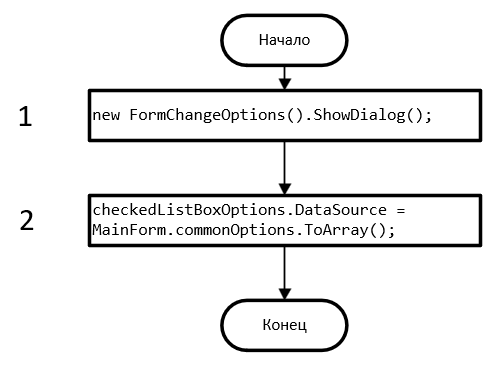 Начало
1
new FormChangeOptions().ShowDialog();
2
checkedListBoxOptions.DataSource =
MainForm.commonOptions.ToArray();
Конец